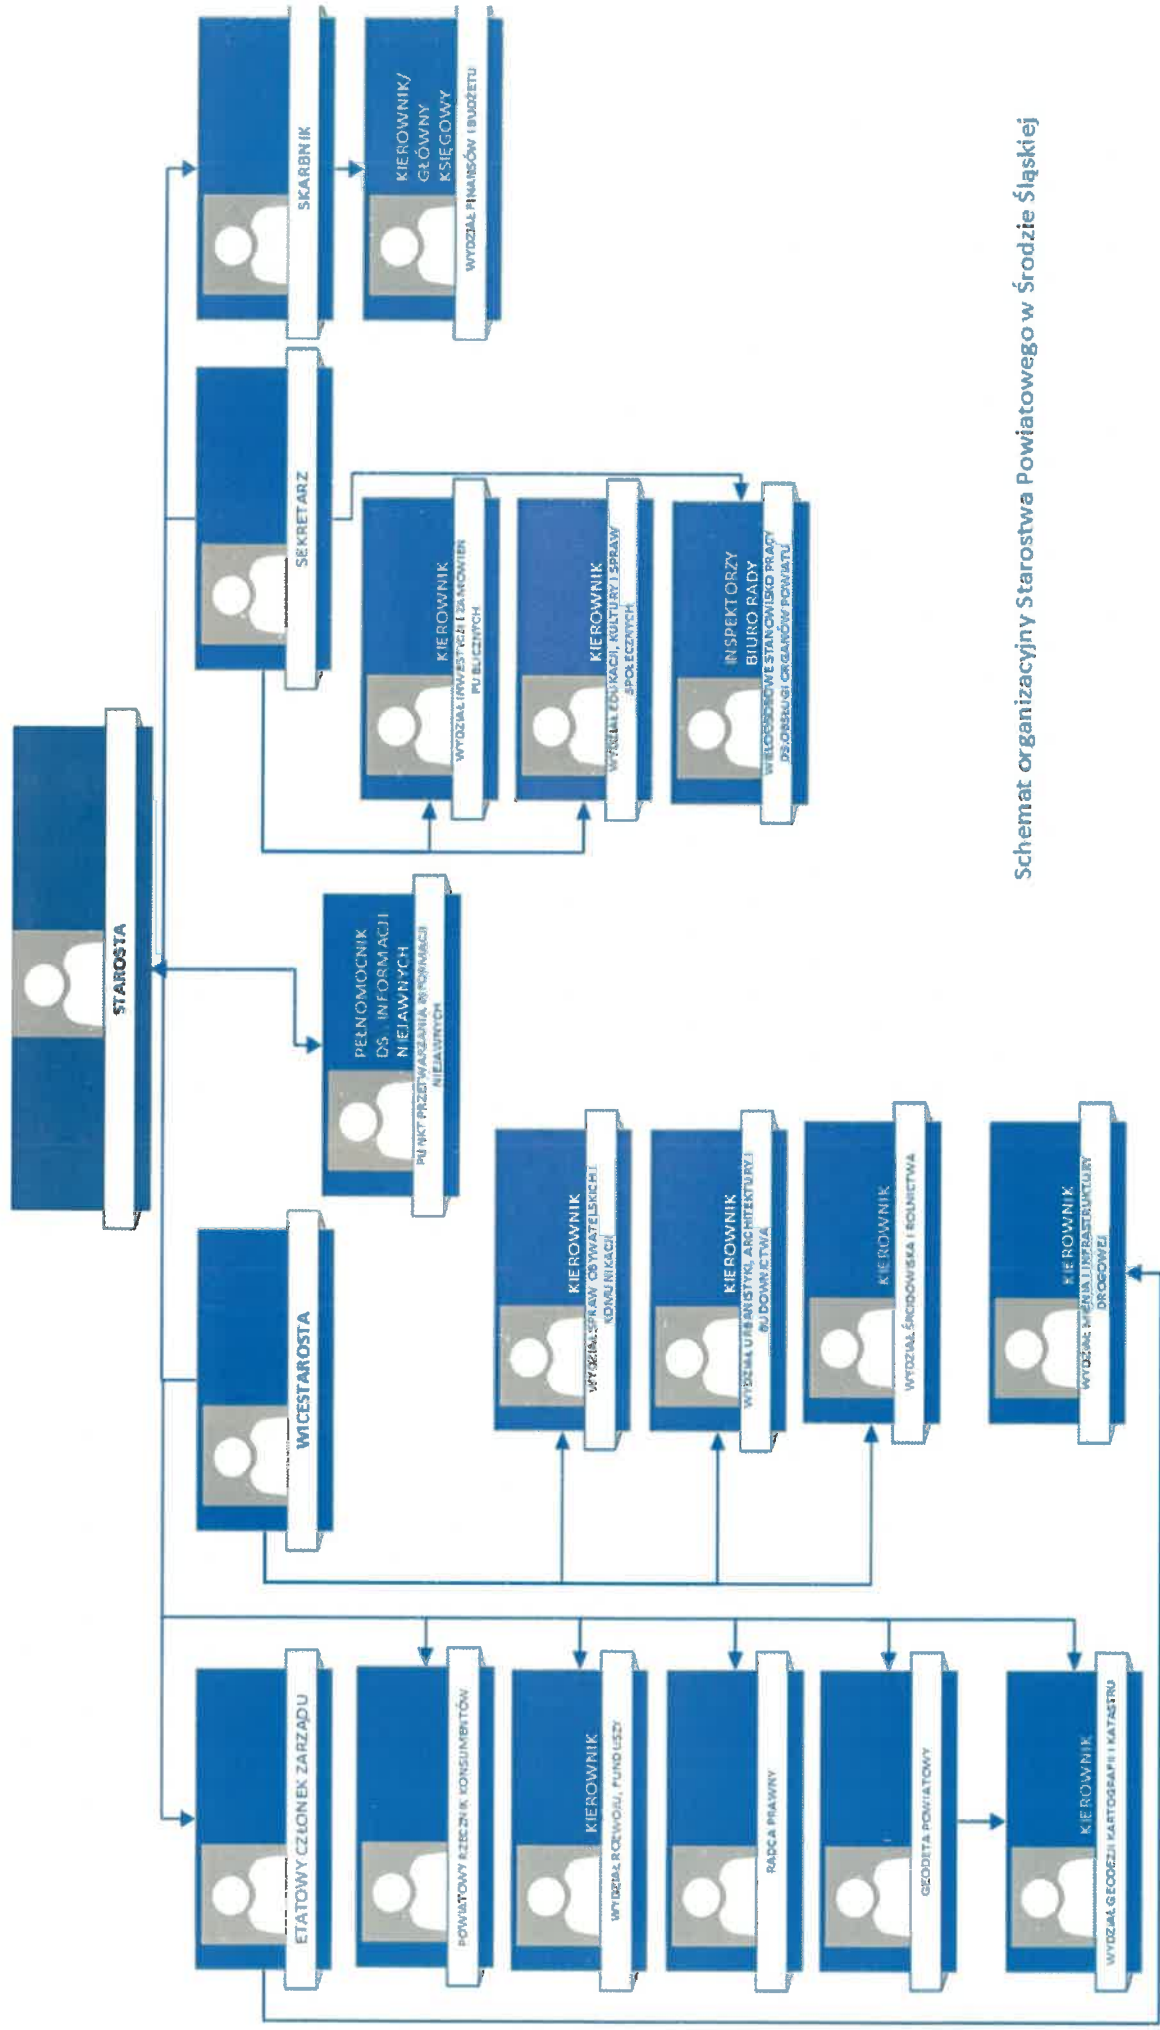 STAROSTA
ETATOWY CZŁONEK ZARZĄDU
WICESTAROSTA
SEKRETARZ
SKARBNIK
PEŁNOMOCNIK
DS. INFORMACJI
NIEJAWNYCH
PUNKT PRZETWARZANIA INFORMACJI
NIEJAWNYCH
POWIATOWY RZECZNIK KONSUMENTÓW
KIEROWNIK
WYDZIAŁ ROZWOJU, FUNDUSZY
RADCA PRAWNY
GEODETA POWIATOWY
KIEROWNIK
WYDZIAŁ GEODEZJI KARTOGRAFII I KATASTRU
KIEROWNIK
WYDZIAŁ SPRAW OBYWATELSKICH I
KOMUNIKACJI
KIEROWNIK
WYDZIAŁ URBANISTYKI, ARCHITEKTURY I
BUDOWNICTWA
KIEROWNIK
WYDZIAŁ ŚRODOWISKA I ROLNICTWA
KIEROWNIK
WYDZIAŁ MIENIA I INFRASTRUKTURY
DROGOWEJ
KIEROWNIK
WYDZIAŁ INWESTYCJI I ZAMÓWIEŃ
PUBLICZNYCH
KIEROWNIK
WYDZIAŁ EDUKACJI, KULTURY I SPRAW
SPOŁECZNYCH
INSPEKTORZY
BIURO RADY
WIELOOSOBOWE STANOWISKO PRACY
DS. OBSŁUGI ORGANÓW POWIATU
KIEROWNIK/
GŁÓWNY
KSIĘGOWY
WYDZIAŁ FINANSÓW I BUDŻETU
Schemat organizacyjny Starostwa Powiatowego w Środzie Śląskiej